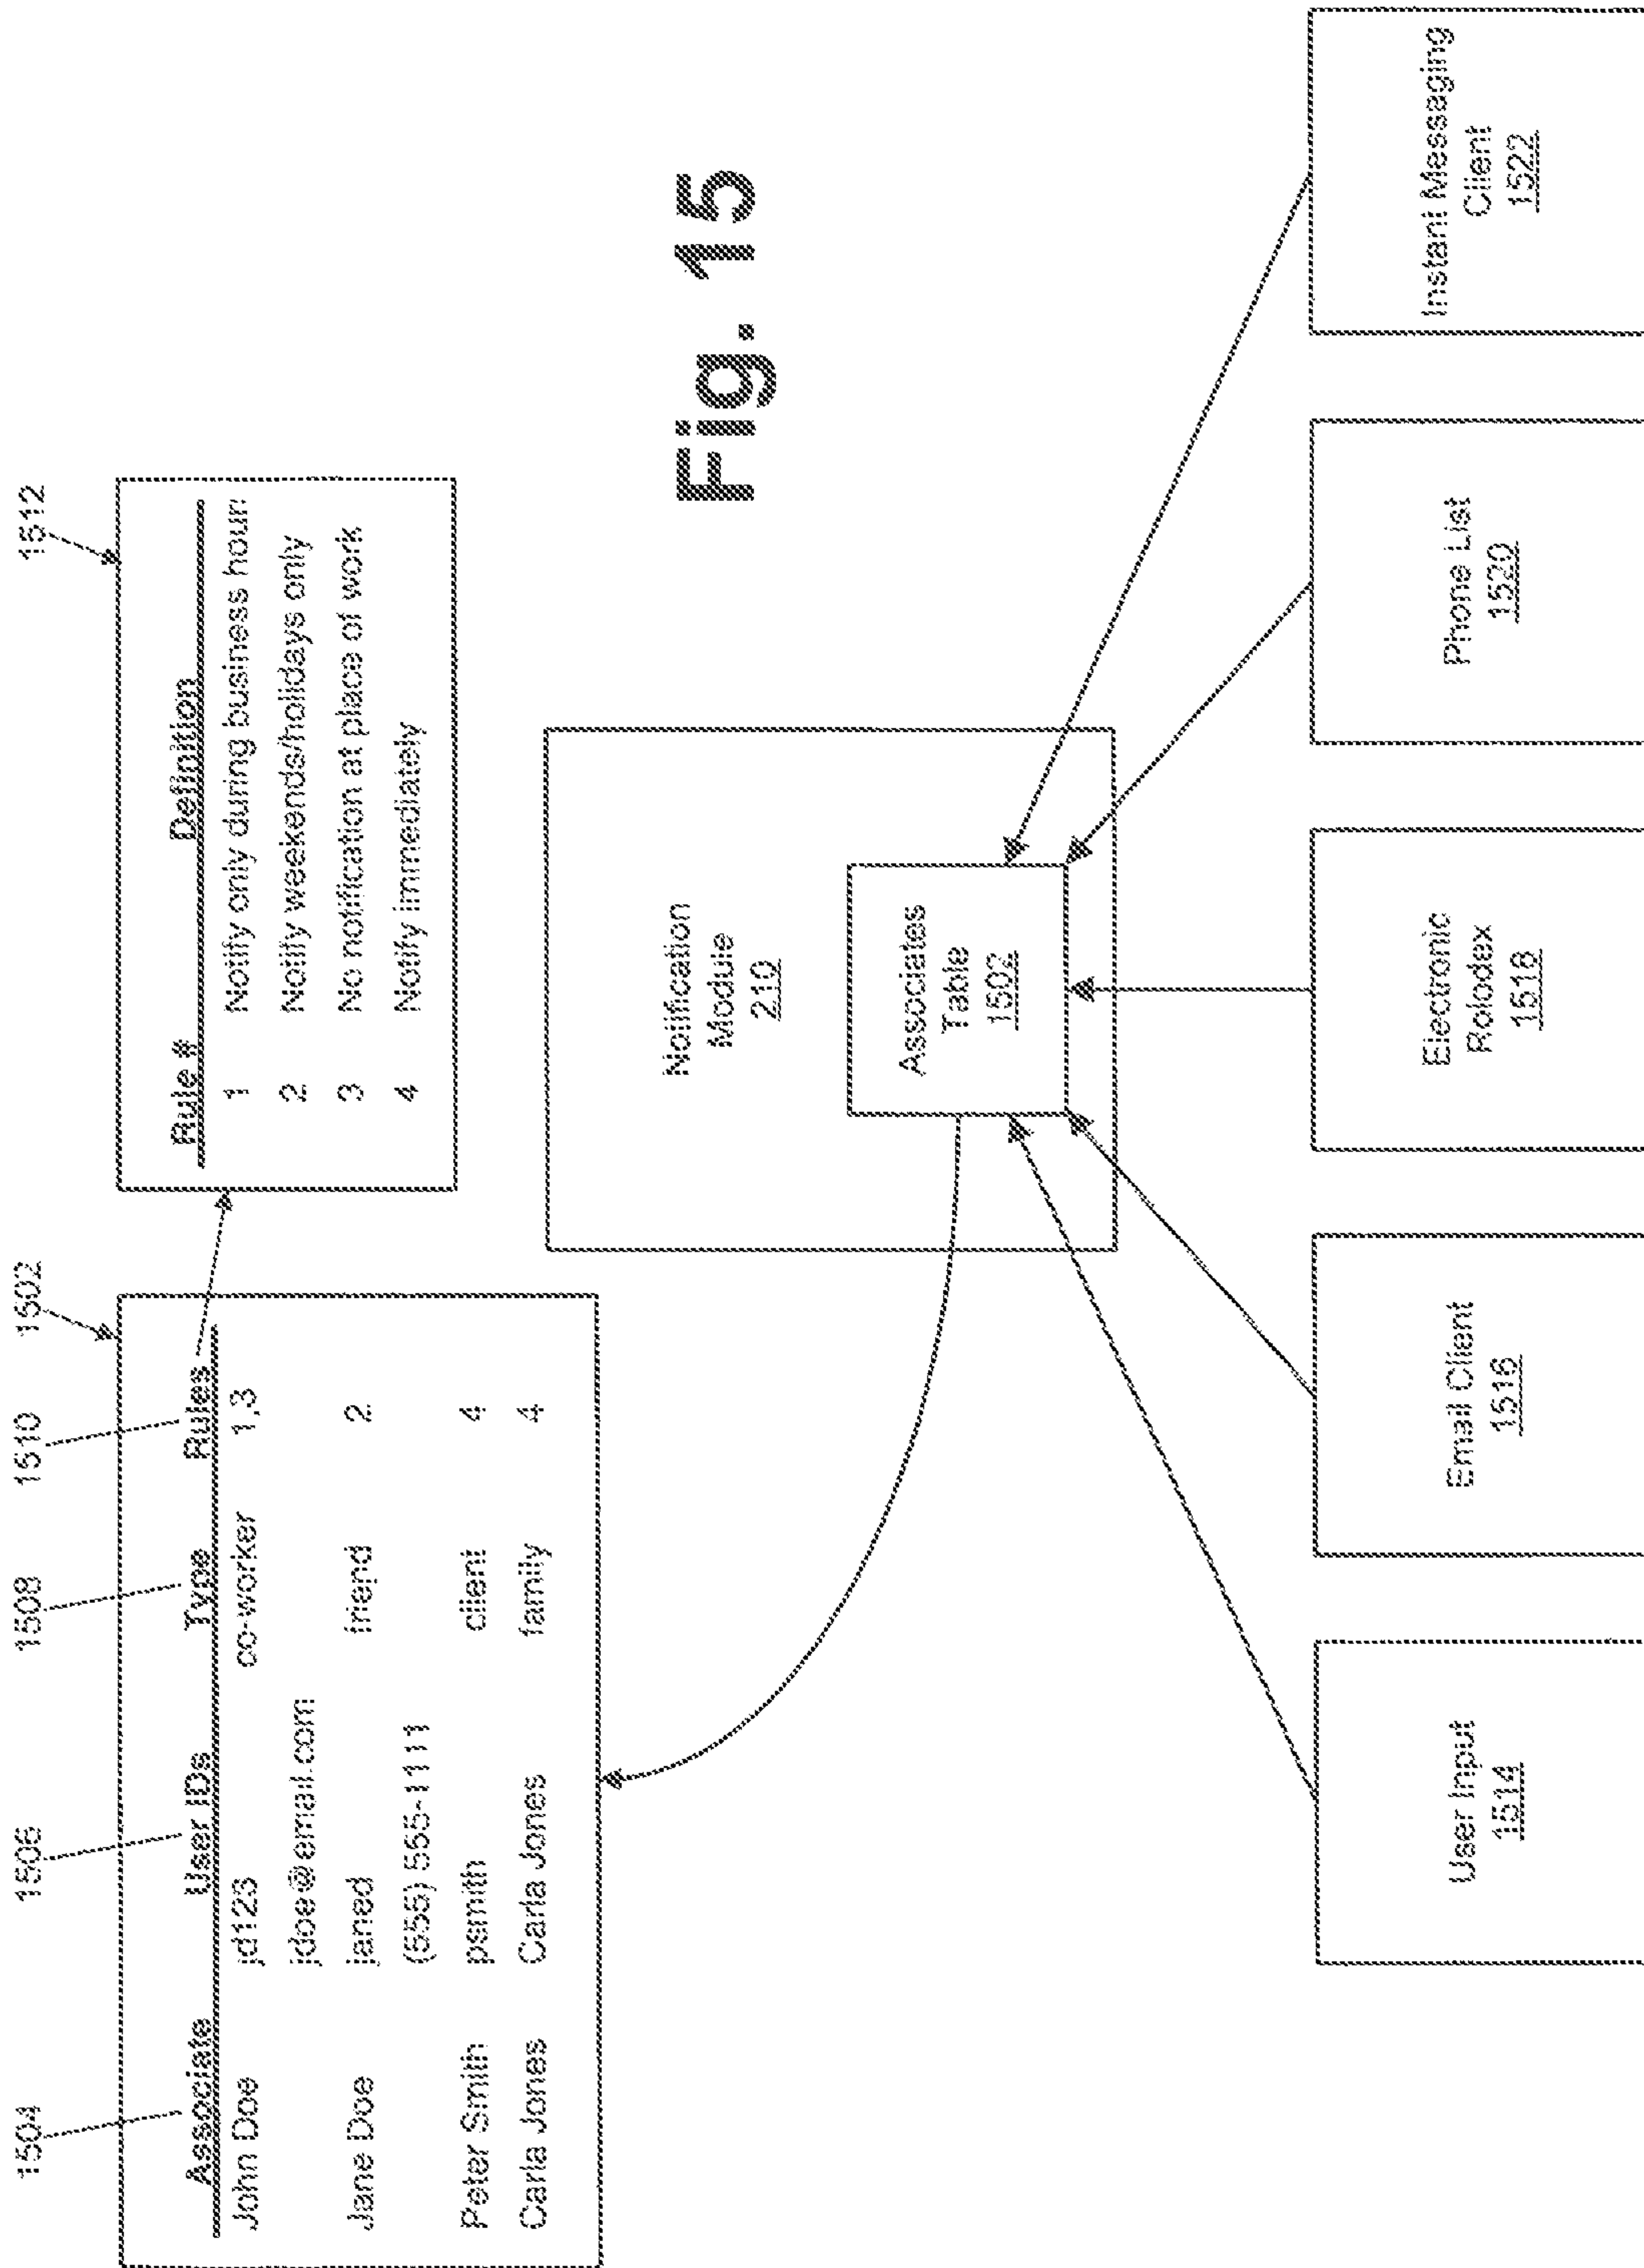 1504
1506
1508
1510
1502
1512
Associate User IDs Type Rules
John Doe jd123 co-worker 1,3
jdoe@email.com
Jane Doe janed friend 2
(555) 555-1111
Peter Smith psmith client 4
Carla Jones Carla Jones family 4
Rule # Definition
1 Notify only during business hours
2 Notify weekends/holidays only
3 No notification at place of work
4 Notify immediately
Notification
Module
210
Associates
Table
1502
Fig. 15
User Input
1514
Email Client
1516
Electronic
Rolodex
1518
Phone List
1520
Instant Messaging
Client
1522